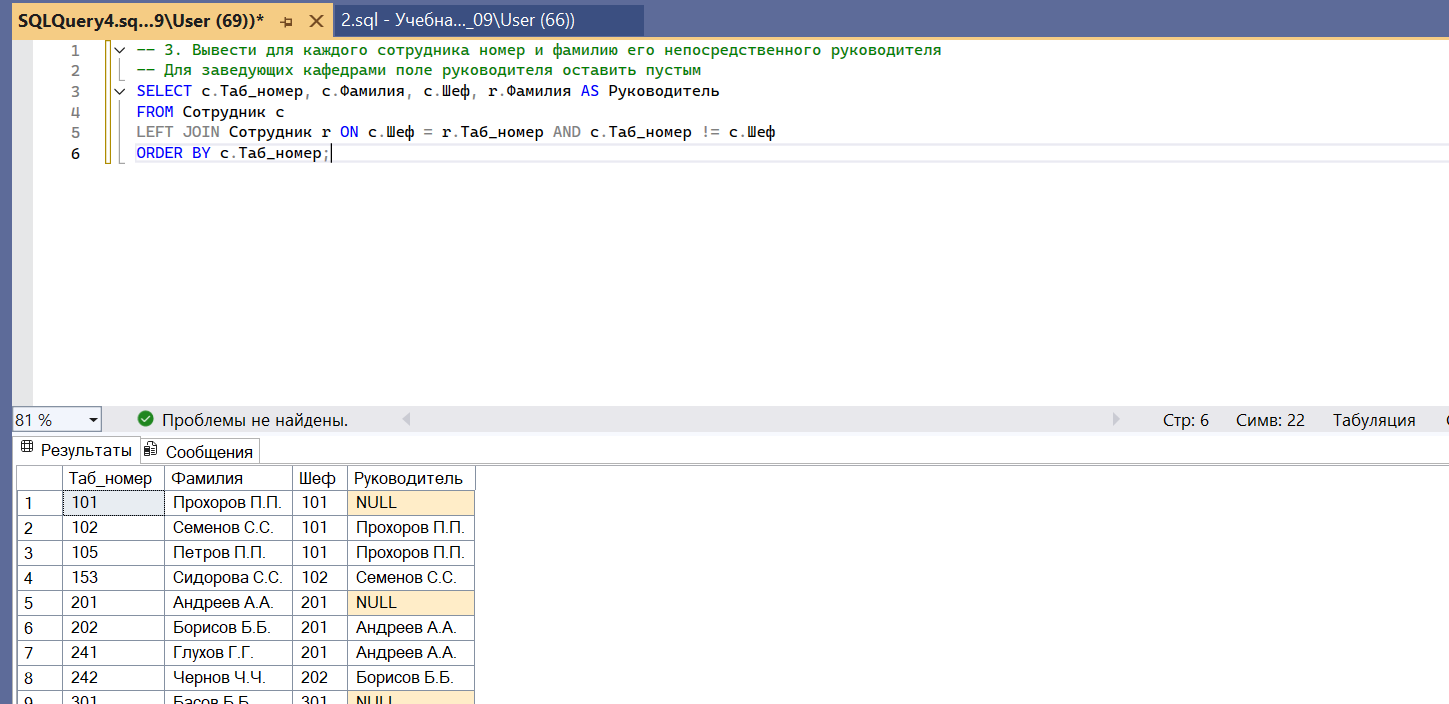 SQLQuery4.sq...9\User (69))*
2.sql - Учебна..._09\User (66))
1 -- 3. Вывести для каждого сотрудника номер и фамилию его непосредственного руководителя
2 -- Для заведующих кафедрами поле руководителя оставить пустым
3 SELECT с.Таб_номер, с.Фамилия, с.Шеф, r.Фамилия AS Руководитель
4 FROM Сотрудник с
5 LEFT JOIN Сотрудник r ON с.Шеф = r.Таб_номер AND с.Таб_номер != с.Шеф
6 ORDER BY с.Таб_номер;
81 % Проблемы не найдены. Стр: 6 Симв: 22 Табуляция
Результаты Сообщения
Таб_номер Фамилия Шеф Руководитель
1 101 Прохоров П.П. 101 NULL
2 102 Семенов С.С. 101 Прохоров П.П.
3 105 Петров П.П. 101 Прохоров П.П.
4 153 Сидорова С.С. 102 Семенов С.С.
5 201 Андреев А.А. 201 NULL
6 202 Борисов Б.Б. 201 Андреев А.А.
7 241 Глухов Г.Г. 201 Андреев А.А.
8 242 Чернов Ч.Ч. 202 Борисов Б.Б.
9 301 Басов Б.Б. 301 NULL